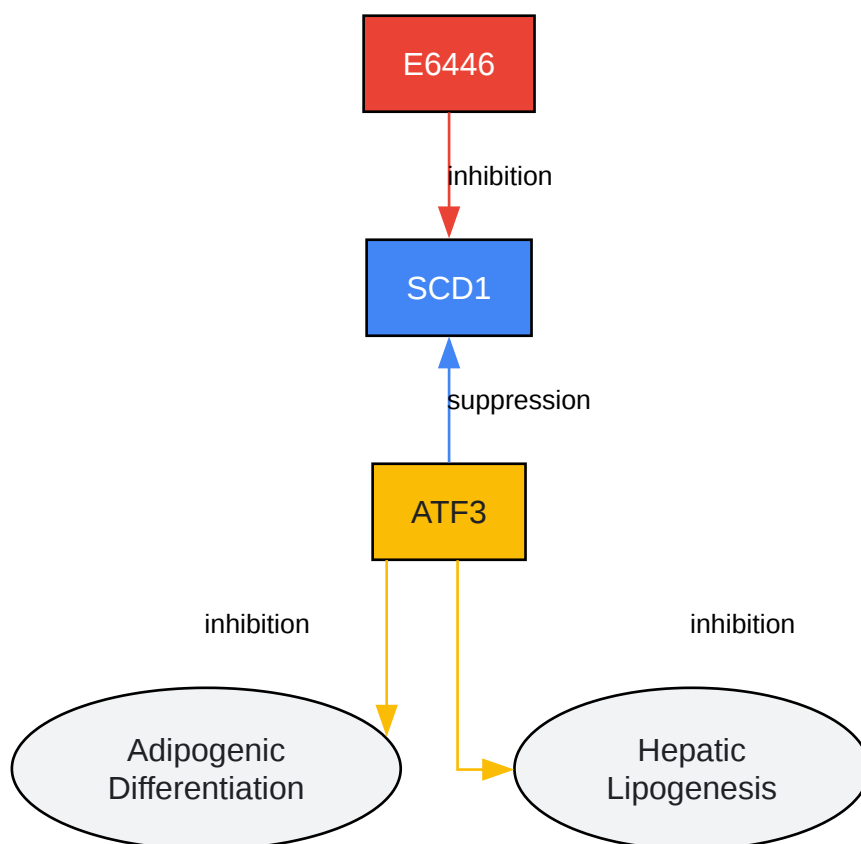 E6446
inhibition
SCD1
suppression
ATF3
inhibition
inhibition
Adipogenic
Differentiation
Hepatic
Lipogenesis